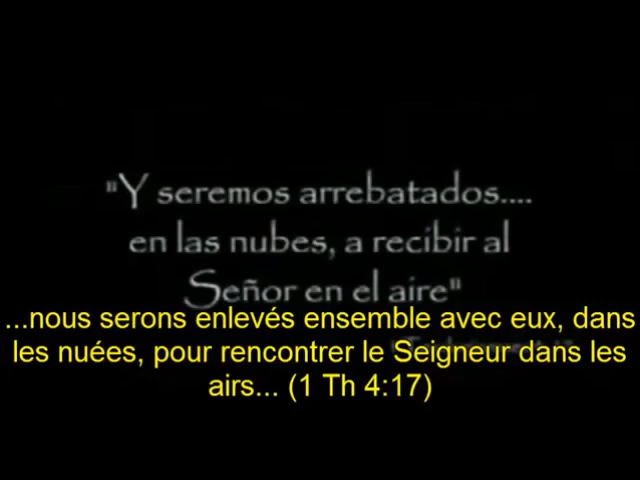 "Y seremos arrebatados....
en las nubes, a recibir al
Señor en el aire"
...nous serons enlevés ensemble avec eux, dans
les nuées, pour rencontrer le Seigneur dans les
airs... (1 Th 4:17)